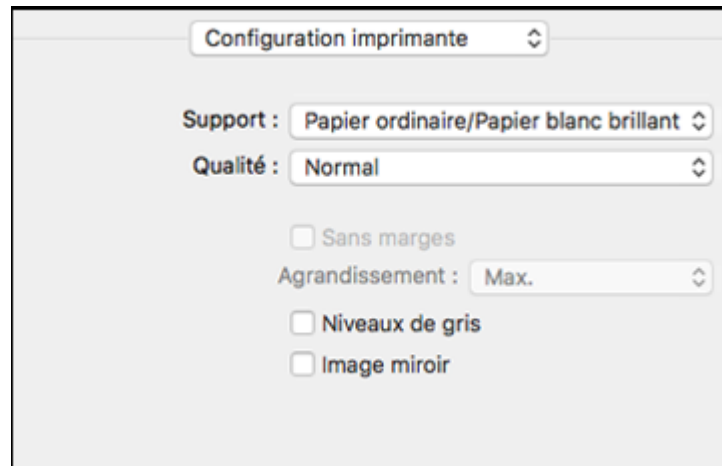 Configuration imprimante
Support : Papier ordinaire/Papier blanc brillant
Qualité : Normal
Sans marges
Agrandissement : Max.
Niveaux de gris
Image miroir